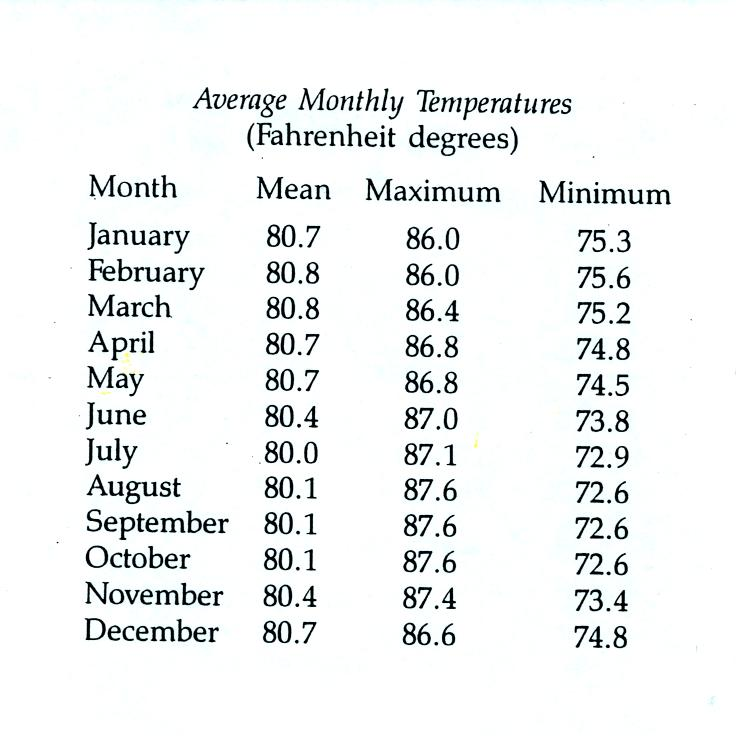 Average Monthly Temperatures
(Fahrenheit degrees)
Month Mean Maximum Minimum
January 80.7 86.0 75.3
February 80.8 86.0 75.6
March 80.8 86.4 75.2
April 80.7 86.8 74.8
May 80.7 86.8 74.5
June 80.4 87.0 73.8
July 80.0 87.1 72.9
August 80.1 87.6 72.6
September 80.1 87.6 72.6
October 80.1 87.6 72.6
November 80.4 87.4 73.4
December 80.7 86.6 74.8